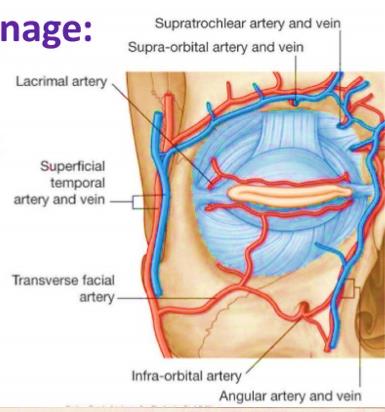 nage:
Supratrochlear artery and vein
Supra-orbital artery and vein
Lacrimal artery
Superficial
temporal
artery and vein
Transverse facial
artery
Infra-orbital artery
Angular artery and vein